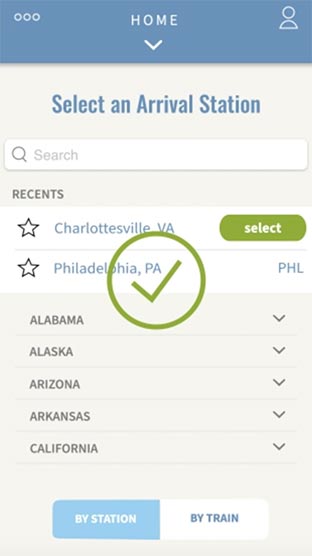 HOME
Select an Arrival Station
Search
RECENTS
Charlottesville, VA select
Philadelphia, PA PHL
ALABAMA
ALASKA
ARIZONA
ARKANSAS
CALIFORNIA
BY STATION BY TRAIN